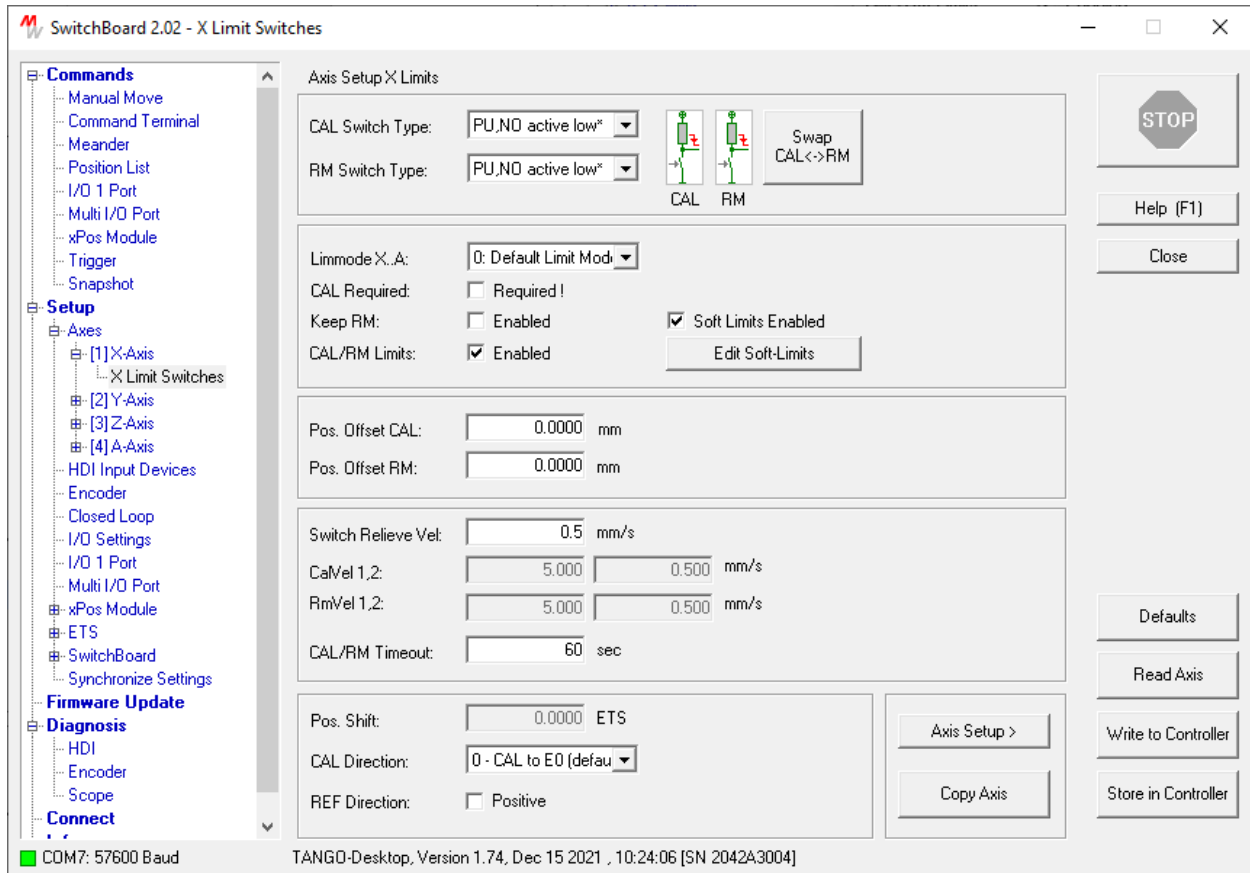 SwitchBoard 2.02 - X Limit Switches
Commands
Manual Move
Command Terminal
Meander
Position List
I/O 1 Port
Multi I/O Port
xPos Module
Trigger
Snapshot
Setup
Axes
[1] X-Axis
X Limit Switches
[2] Y-Axis
[3] Z-Axis
[4] A-Axis
HDI Input Devices
Encoder
Closed Loop
I/O Settings
I/O 1 Port
Multi I/O Port
xPos Module
ETS
SwitchBoard
Synchronize Settings
Firmware Update
Diagnosis
HDI
Encoder
Scope
Connect
Axis Setup X Limits
CAL Switch Type: PU,NO active low*
RM Switch Type: PU,NO active low*
CAL RM
Swap
CAL<->RM
Limmode X..A: 0: Default Limit Mod
CAL Required: Required !
Keep RM: Enabled Soft Limits Enabled
CAL/RM Limits: Enabled Edit Soft-Limits
Pos. Offset CAL: 0.0000 mm
Pos. Offset RM: 0.0000 mm
Switch Relieve Vel: 0.5 mm/s
CalVel 1,2: 5.000 0.500 mm/s
RmVel 1,2: 5.000 0.500 mm/s
CAL/RM Timeout: 60 sec
Pos. Shift: 0.0000 ETS
CAL Direction: 0 - CAL to E0 (defau
REF Direction: Positive
Axis Setup >
Copy Axis
STOP
Help (F1)
Close
Defaults
Read Axis
Write to Controller
Store in Controller
COM7: 57600 Baud TANGO-Desktop, Version 1.74, Dec 15 2021 , 10:24:06 [SN 2042A3004]